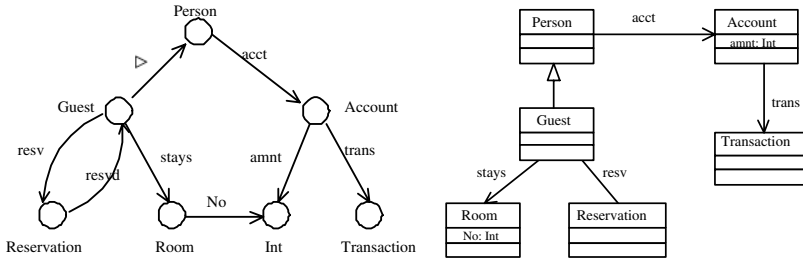 Person
acct
Guest
Account
resv
resvd
stays
amnt
trans
No
Reservation
Room
Int
Transaction
Person
acct
Account
amnt: Int
trans
Guest
Transaction
stays
resv
Room
No: Int
Reservation